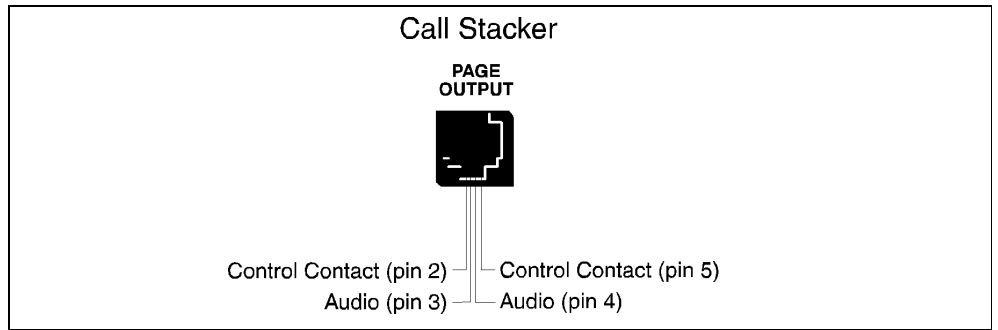 Call Stacker
PAGE
OUTPUT
Control Contact (pin 2)
Control Contact (pin 5)
Audio (pin 3)
Audio (pin 4)